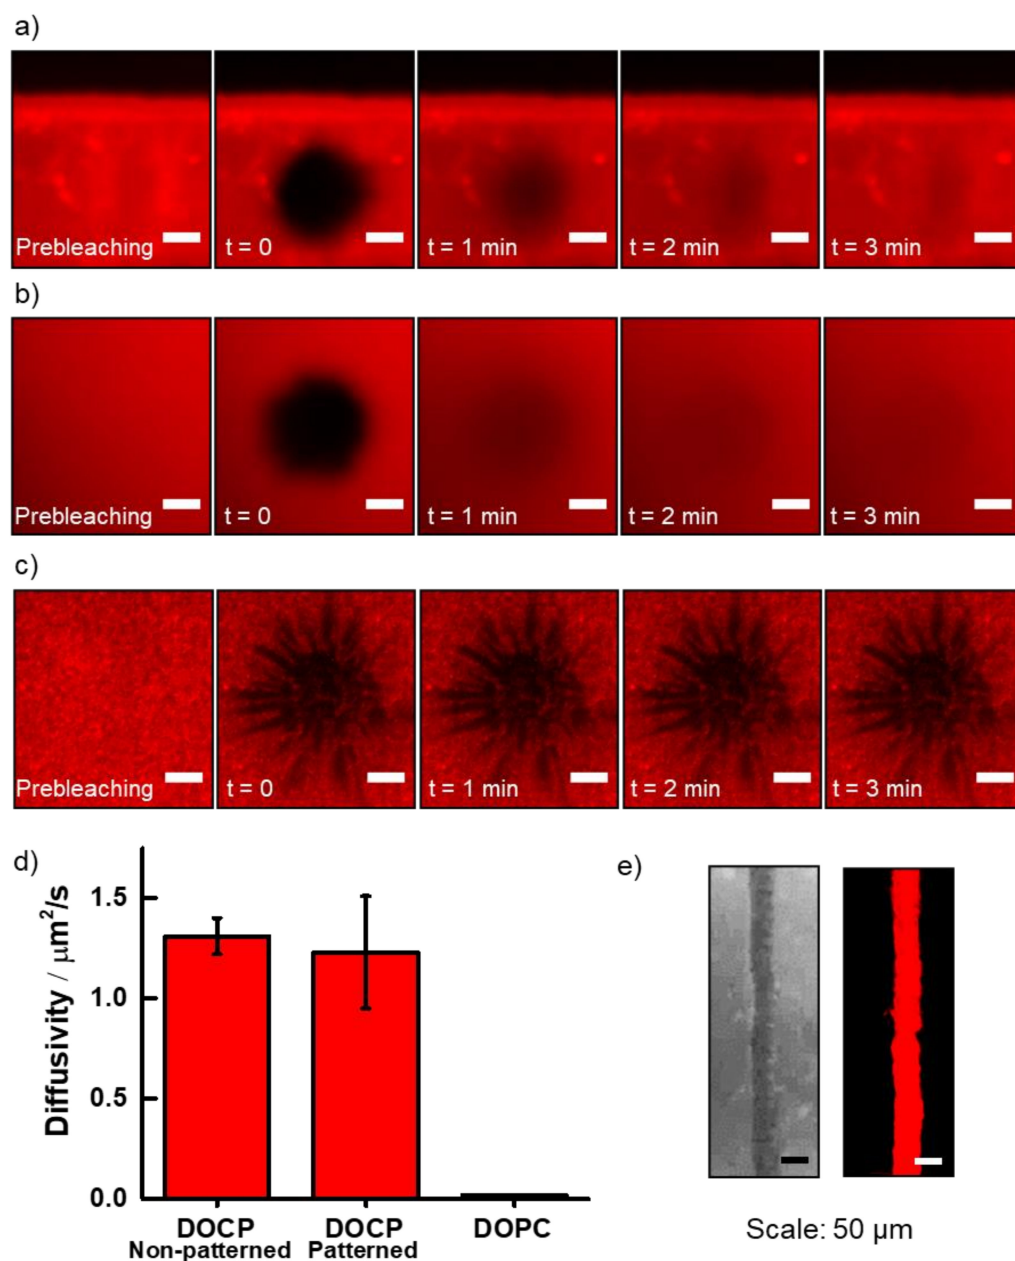 a)
Prebleaching
t = 0
t = 1 min
t = 2 min
t = 3 min
b)
Prebleaching
t = 0
t = 1 min
t = 2 min
t = 3 min
c)
Prebleaching
t = 0
t = 1 min
t = 2 min
t = 3 min
d)
Diffusivity / µm²/s
1.5
1.0
0.5
0.0
DOCP
Non-patterned
DOCP
Patterned
DOPC
e)
Scale: 50 µm